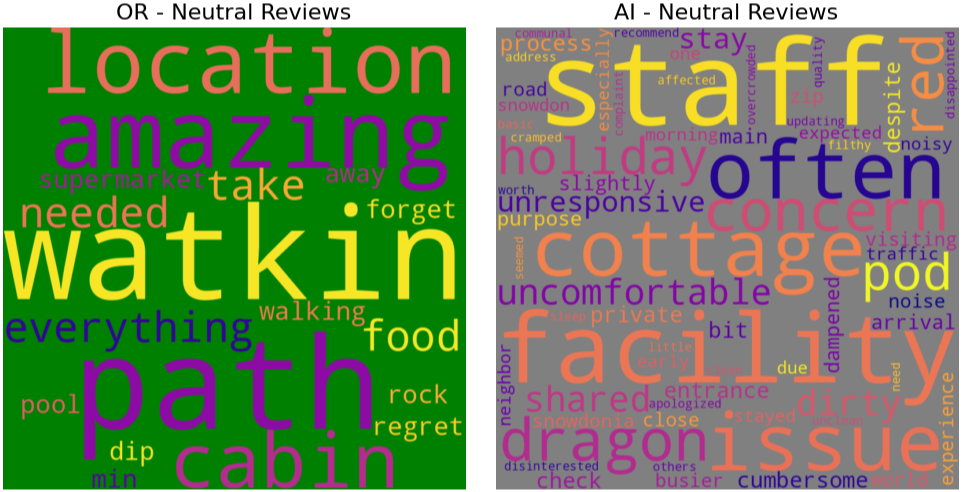 OR - Neutral Reviews
location
amazing
supermarket take away
needed forget
watkin
walking
everything food
path
rock
pool
regret
dip
cabin
min
AI - Neutral Reviews
communal recommend
process stay
address one
staff
especially
complaint
affected
overcrowded
quality
red
disappointed
despite
road
zip
snowdon
updating
basic
cramped
morning main expected
filthy noisy
holiday
often
worth slightly
unresponsive
concern
purpose
visiting
cottage
traffic
seemed
pod
uncomfortable
noise
dampened
sleep private
arrival
bit
facility
little
early
due
need
neighbor
entrance
shared
apologized
dirty
experience
snowdonia close
stayed
dragon
issue
disinterested others
check busier cumbersome world